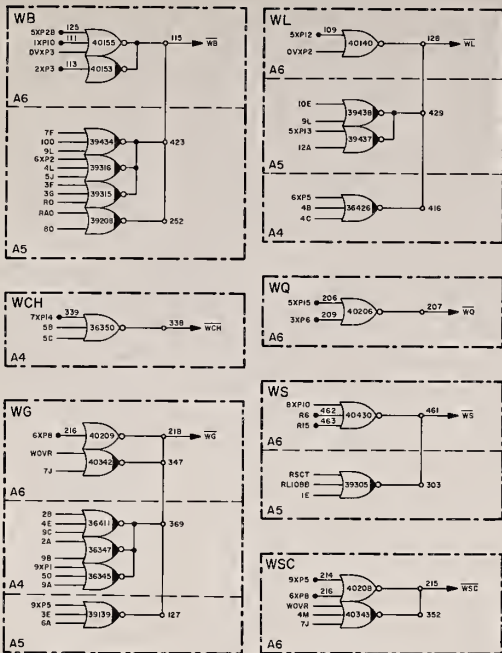 WB
5XP28 125
1XP10 111
DVXP3
2XP3 113
40155
40153
115 WB
A6
7F
10D
9L
6XP2
4L
5J
3F
3G
R0
RA0
8D
39434
39316
39315
39208
423
252
A5
WL
5XP12 109
DVXP2
40140
128 WL
A6
10E
9L
5XP13
12A
39438
39437
429
A5
6XP5
4B
4C
36426
416
A4
WCH
7XP14 339
5B
5C
36350
338 WCH
A4
WQ
5XP15 206
3XP6 209
40206
207 WQ
A6
WG
6XP8 216
WOVR
7J
40209
40342
218 WG
347
A6
2B
4E
9C
2A
9B
9XP1
5D
9A
36411
36347
36345
369
A4
9XP5
3E
6A
39139
127
A5
WS
8XP10
R6 462
R15 463
40430
461 WS
A6
RSCT
RL10BB
1E
39305
303
A5
WSC
9XP5 214
6XP8 216
WOVR
4M
7J
40208
40343
215 WSC
352
A6